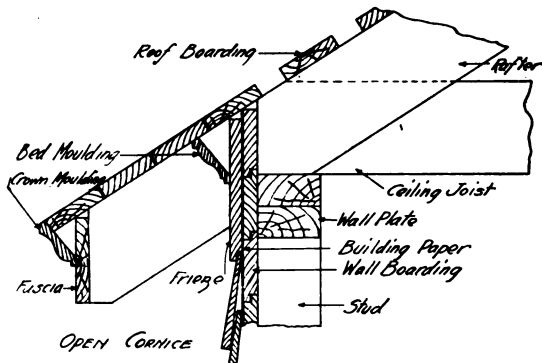 Roof Boarding
Rafter
Bed Moulding
Crown Moulding
Ceiling Joist
Wall Plate
Building Paper
Frieze
Wall Boarding
Fuscia
Stud
OPEN CORNICE